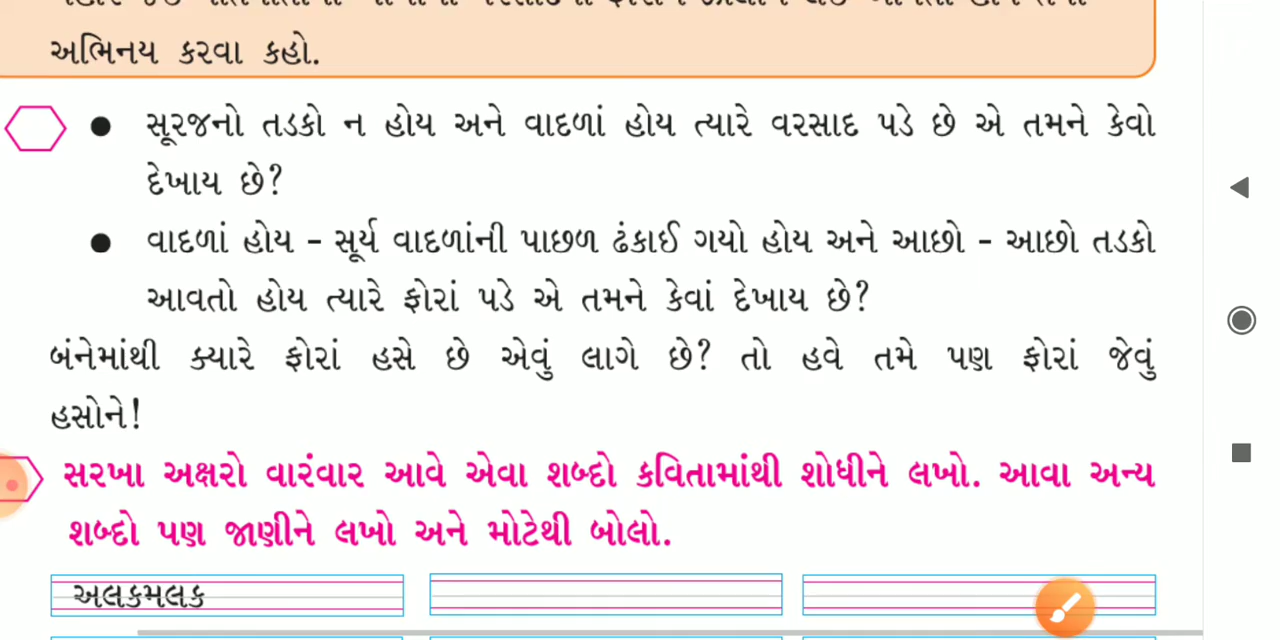 અભિનય કરવા કહો.
● સૂરજનો તડકો ન હોય અને વાદળાં હોય ત્યારે વરસાદ પડે છે એ તમને કેવો
દેખાય છે?
● વાદળાં હોય - સૂર્ય વાદળાંની પાછળ ઢંકાઈ ગયો હોય અને આછો - આછો તડકો
આવતો હોય ત્યારે ફોરાં પડે એ તમને કેવાં દેખાય છે?
બંનેમાંથી ક્યારે ફોરાં હસે છે એવું લાગે છે? તો હવે તમે પણ ફોરાં જેવું
હસોને!
સરખા અક્ષરો વારંવાર આવે એવા શબ્દો કવિતામાંથી શોધીને લખો. આવા અન્ય
શબ્દો પણ જાણીને લખો અને મોટેથી બોલો.
અલકમલક